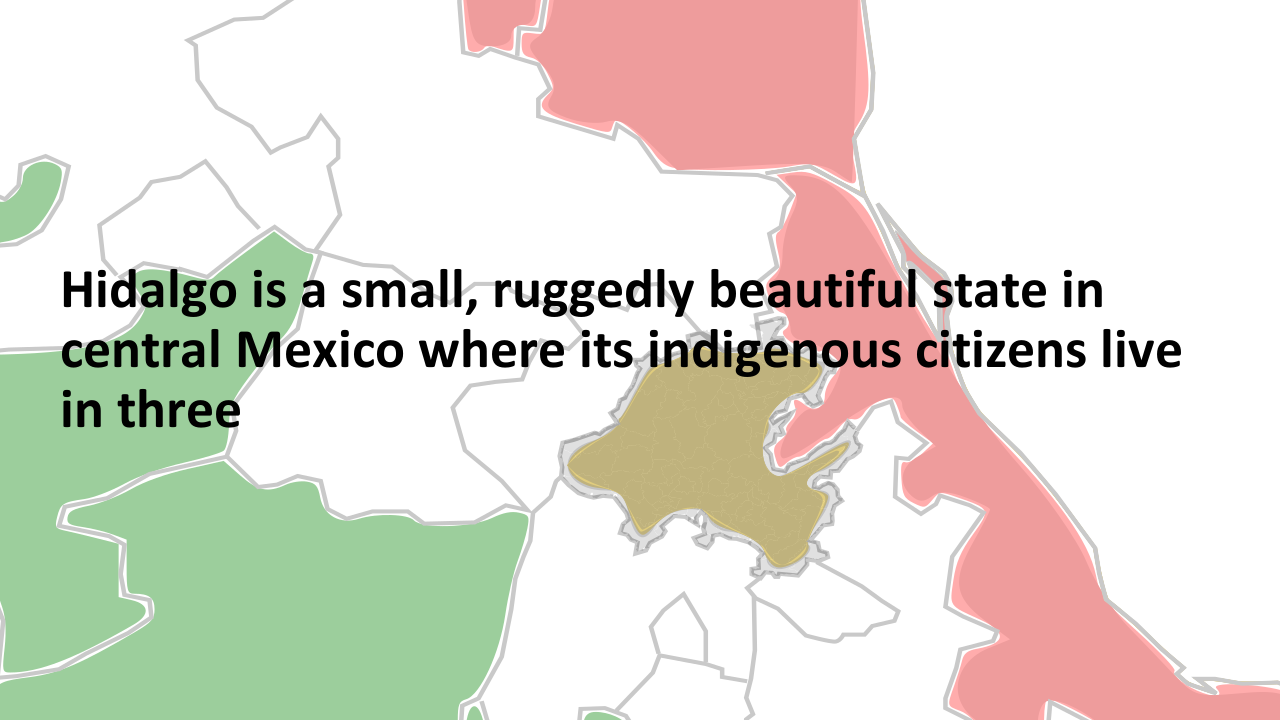 Hidalgo is a small, ruggedly beautiful state in
central Mexico where its indigenous citizens live
in three